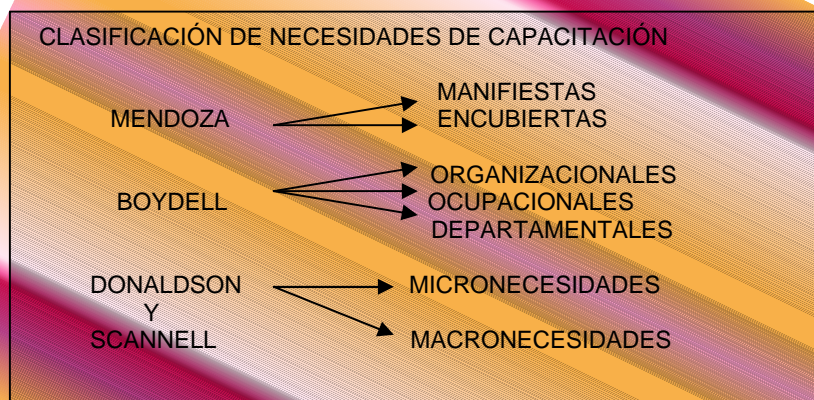 CLASIFICACIÓN DE NECESIDADES DE CAPACITACIÓN
MENDOZA
MANIFIESTAS
ENCUBIERTAS
BOYDELL
ORGANIZACIONALES
OCUPACIONALES
DEPARTAMENTALES
DONALDSON
Y
SCANNELL
MICRONECESIDADES
MACRONECESIDADES